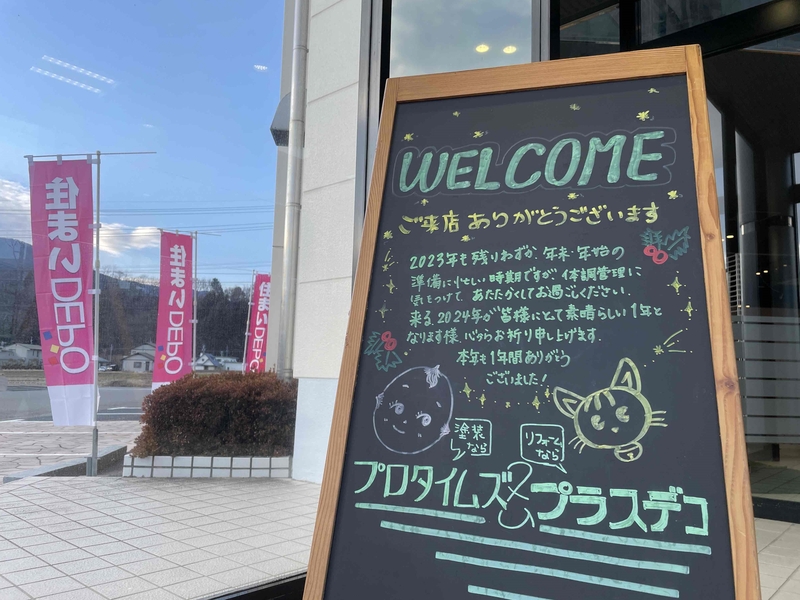 住まいDEPO
住まいDEPO
住まいDEPO
WELCOME
ご来店ありがとうございます
2023年も残りわずか、年末・年始の
準備に忙しい時期ですが、体調管理に
気をつけて、あたたかくしてお過ごしください。
来る2024年が皆様にとって素晴らしい1年と
なります様、心からお祈り申し上げます。
本年も1年間ありがとう
ございました!
塗装
なら
リフォーム
なら
プロタイムズ&プラスデコ